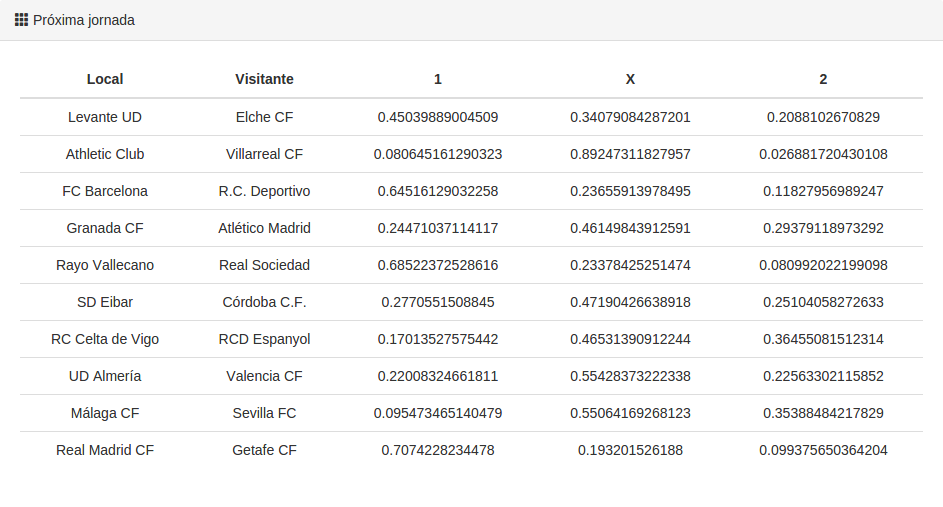 Próxima jornada
Local Visitante 1 X 2
Levante UD Elche CF 0.45039889004509 0.34079084287201 0.2088102670829
Athletic Club Villarreal CF 0.080645161290323 0.89247311827957 0.026881720430108
FC Barcelona R.C. Deportivo 0.64516129032258 0.23655913978495 0.11827956989247
Granada CF Atlético Madrid 0.24471037114117 0.46149843912591 0.29379118973292
Rayo Vallecano Real Sociedad 0.68522372528616 0.23378425251474 0.080992022199098
SD Eibar Córdoba C.F. 0.2770551508845 0.47190426638918 0.25104058272633
RC Celta de Vigo RCD Espanyol 0.17013527575442 0.46531390912244 0.36455081512314
UD Almería Valencia CF 0.22008324661811 0.55428373222338 0.22563302115852
Málaga CF Sevilla FC 0.095473465140479 0.55064169268123 0.35388484217829
Real Madrid CF Getafe CF 0.7074228234478 0.193201526188 0.099375650364204